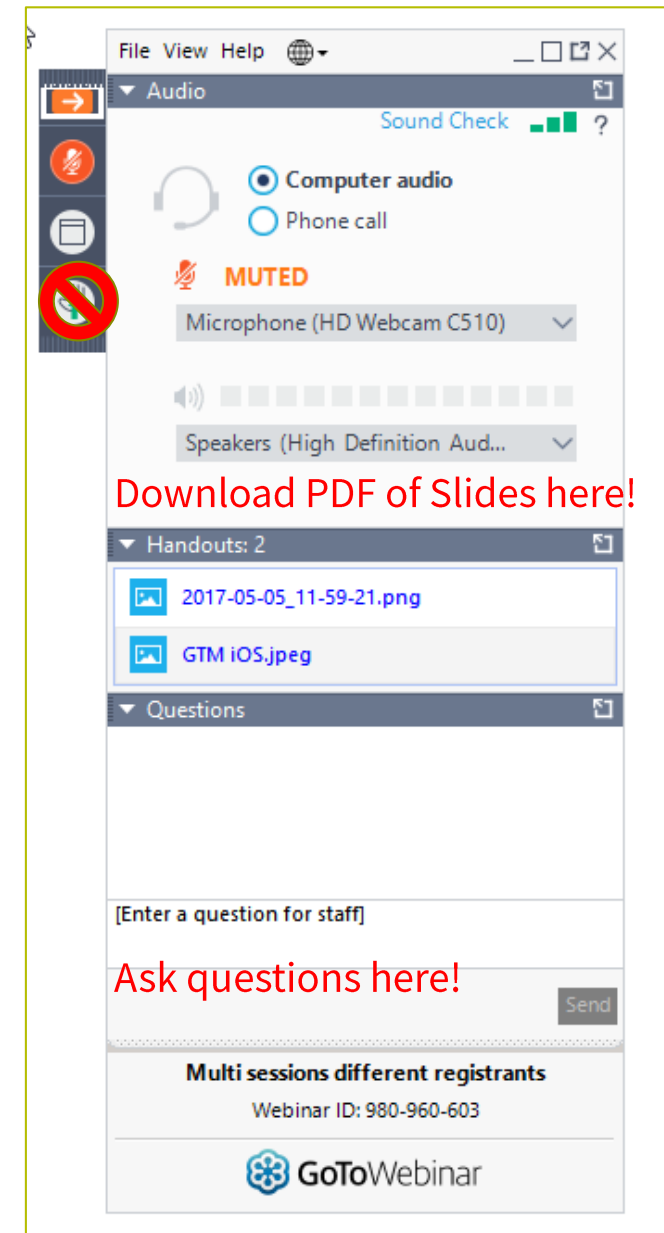 File View Help
Audio
Sound Check ?
Computer audio
Phone call
MUTED
Microphone (HD Webcam C510)
Speakers (High Definition Aud...
Download PDF of Slides here!
Handouts: 2
2017-05-05_11-59-21.png
GTM iOS.jpeg
Questions
[Enter a question for staff]
Ask questions here!
Send
Multi sessions different registrants
Webinar ID: 980-960-603
GoToWebinar